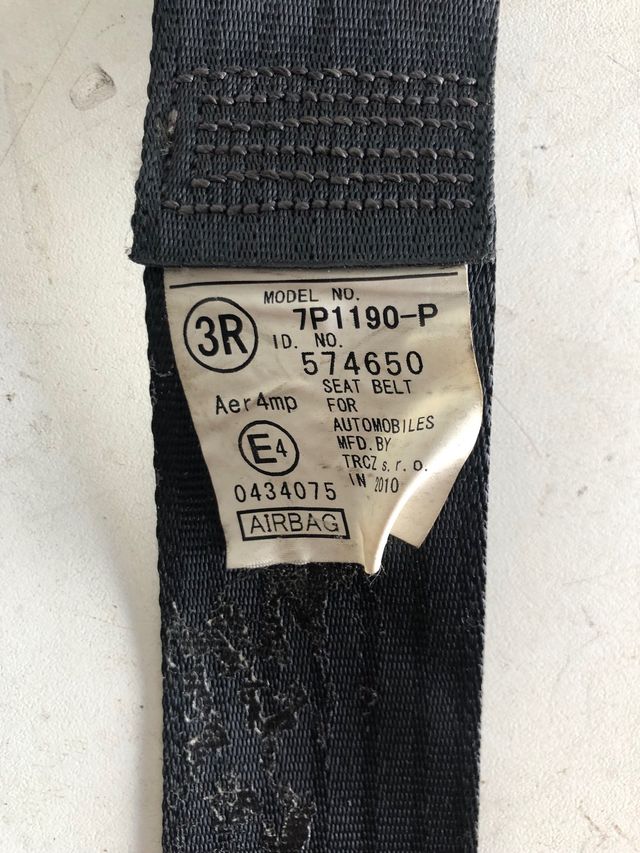 MODEL NO.
3R 7P1190-P
ID. NO.
574650
Aer4mp
SEAT BELT
FOR
AUTOMOBILES
E4
MFD.BY
TRCZ s.r.o.
0434075
IN 2010
AIRBAG